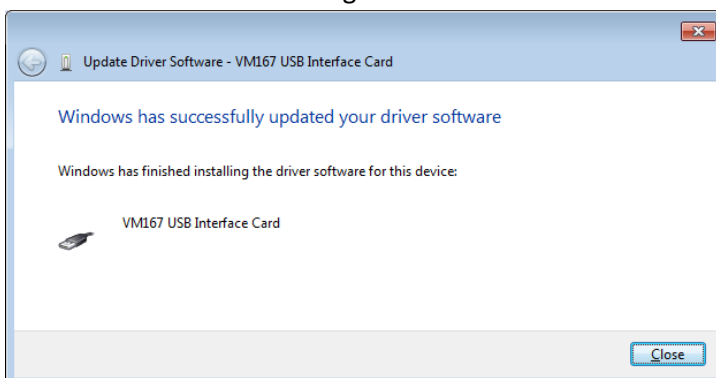 Update Driver Software - VM167 USB Interface Card
Windows has successfully updated your driver software
Windows has finished installing the driver software for this device:
VM167 USB Interface Card
Close